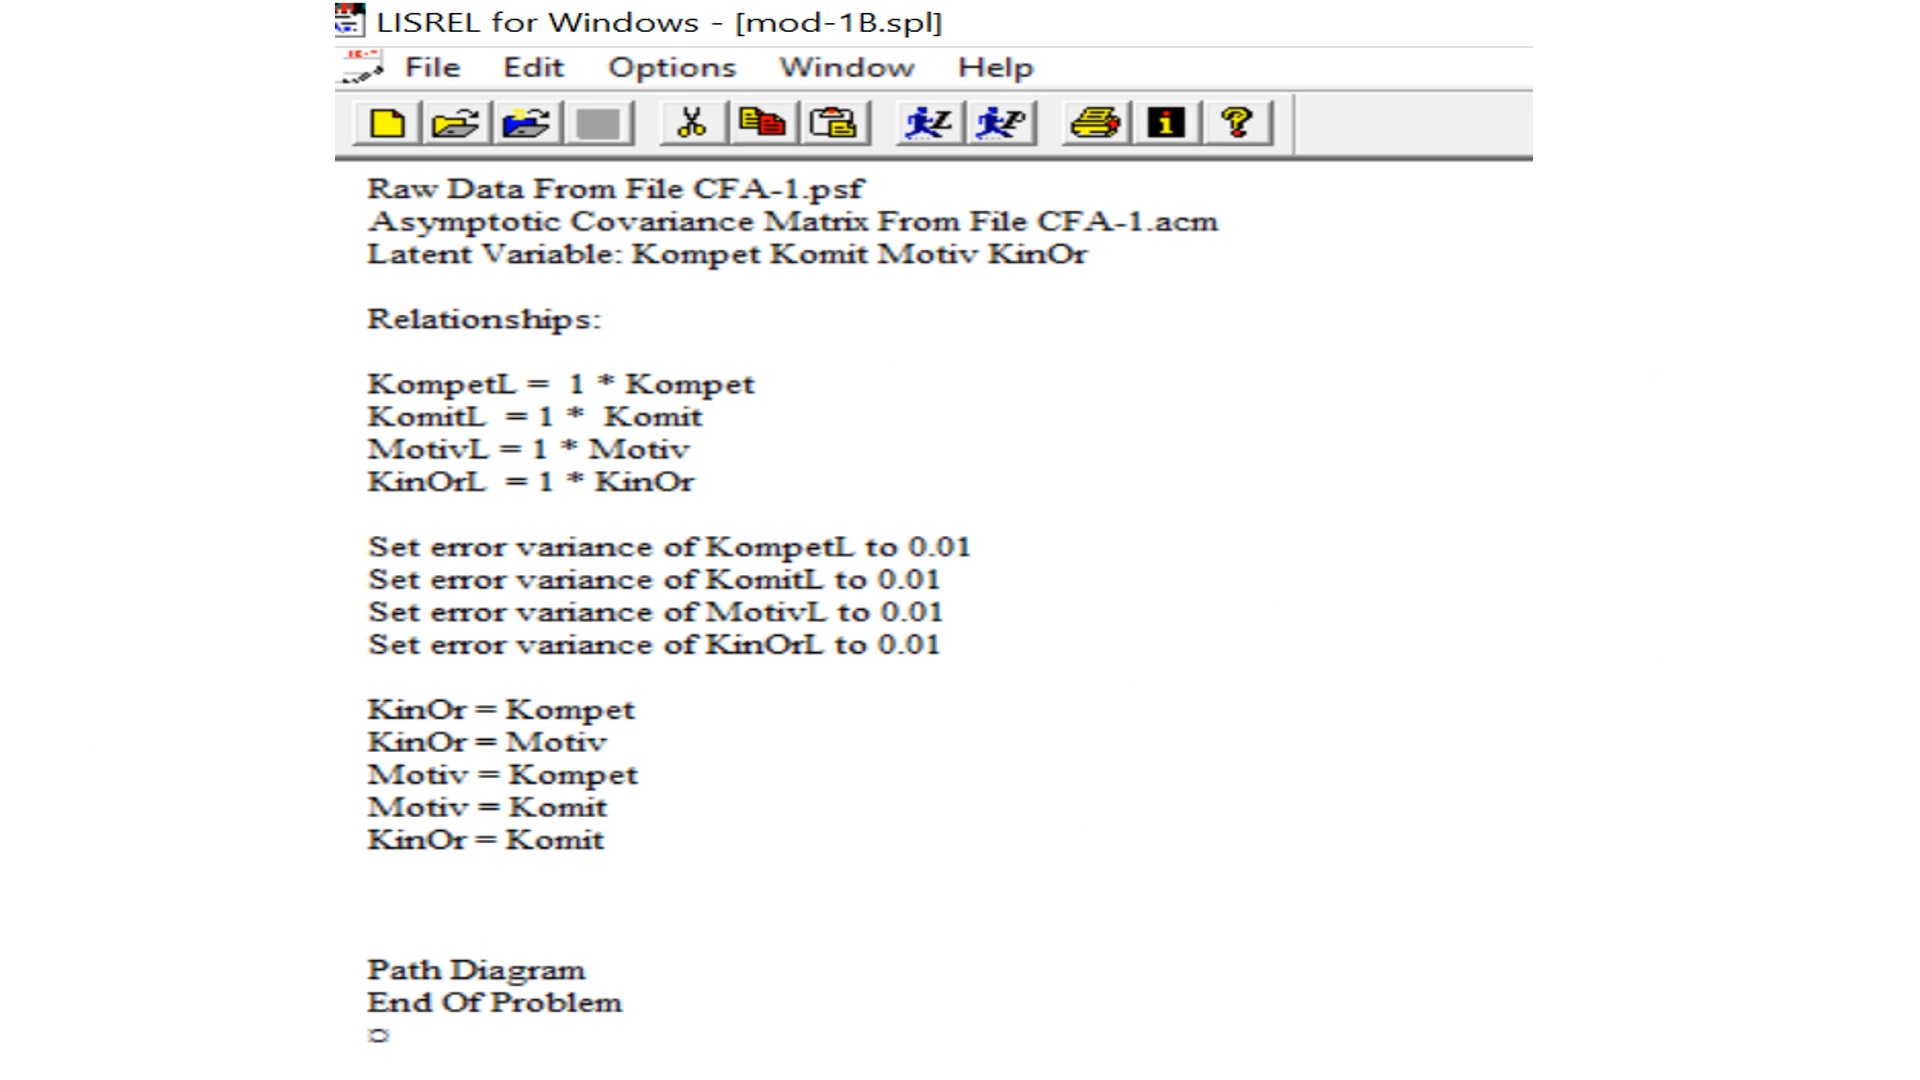 LISREL for Windows - [mod-1B.spl]
File Edit Options Window Help
Raw Data From File CFA-1.psf
Asymptotic Covariance Matrix From File CFA-1.acm
Latent Variable: Kompet Komit Motiv KinOr
Relationships:
KompetL = 1 * Kompet
KomitL = 1 * Komit
MotivL = 1 * Motiv
KinOrL = 1 * KinOr
Set error variance of KompetL to 0.01
Set error variance of KomitL to 0.01
Set error variance of MotivL to 0.01
Set error variance of KinOrL to 0.01
KinOr = Kompet
KinOr = Motiv
Motiv = Kompet
Motiv = Komit
KinOr = Komit
Path Diagram
End Of Problem